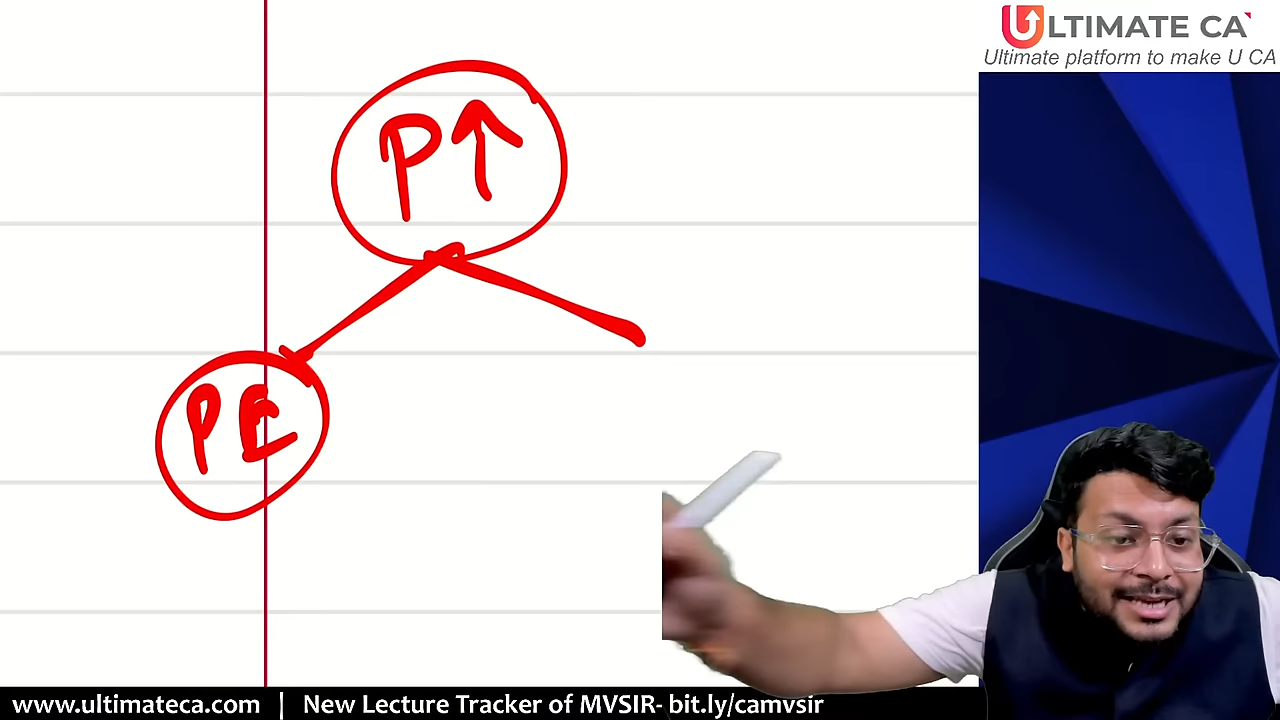 ULTIMATE CA
Ultimate platform to make U CA
P↑
PE
www.ultimateca.com | New Lecture Tracker of MVSIR- bit.ly/camvsir